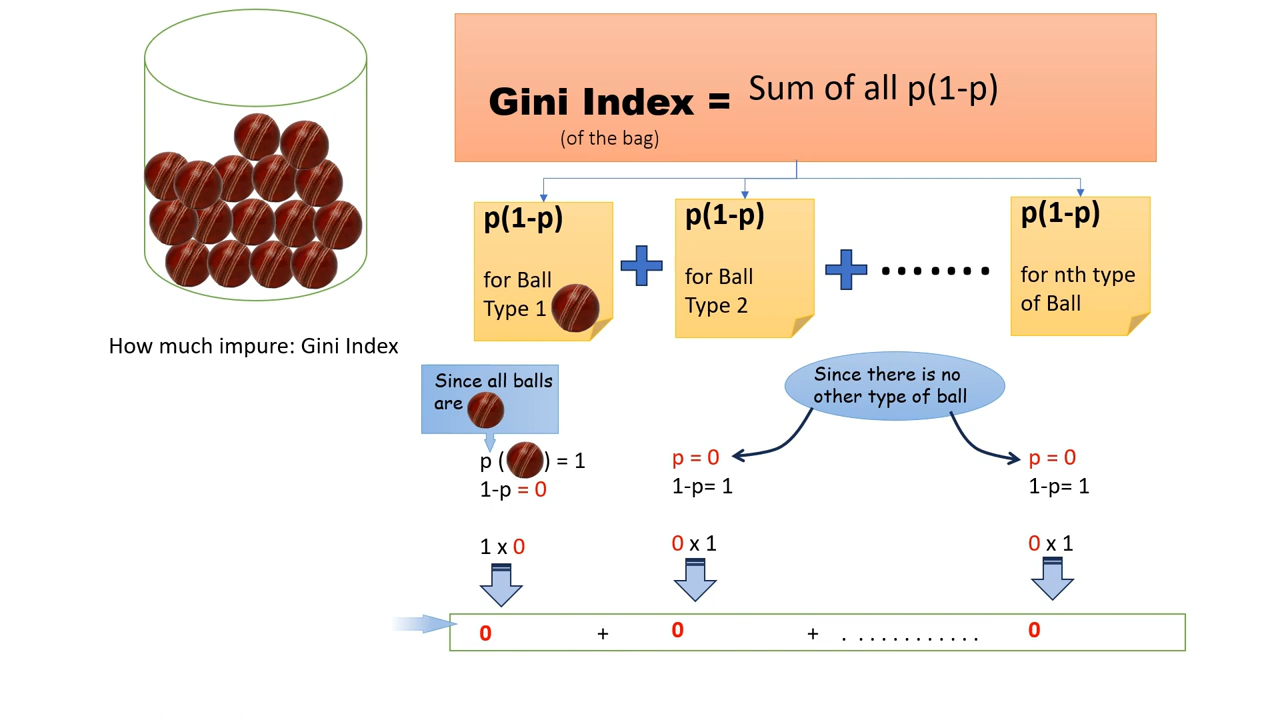 Gini Index = Sum of all p(1-p)
(of the bag)
p(1-p)
for Ball
Type 1
p(1-p)
for Ball
Type 2
.......
p(1-p)
for nth type
of Ball
How much impure: Gini Index
Since all balls
are
Since there is no
other type of ball
p ( ) = 1
1-p = 0
1 x 0
p = 0
1-p= 1
0 x 1
p = 0
1-p= 1
0 x 1
0 + 0 + . ............ 0